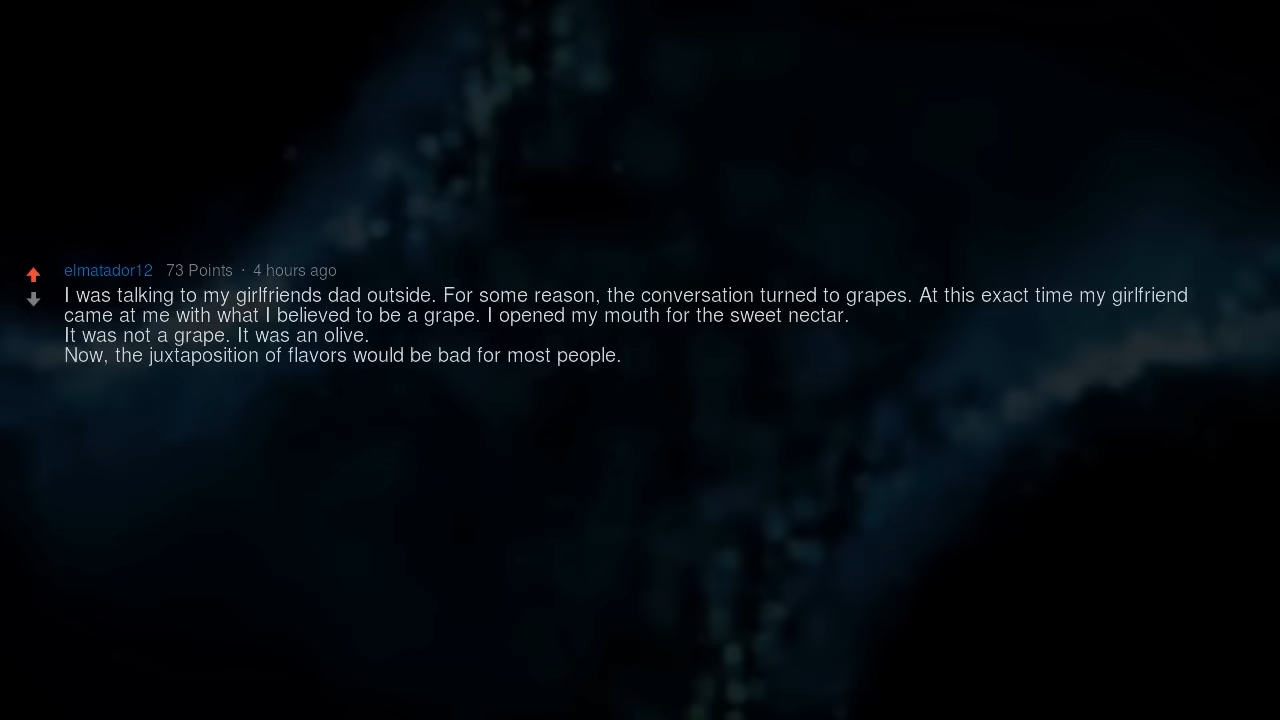 elmatador12 73 Points · 4 hours ago
I was talking to my girlfriends dad outside. For some reason, the conversation turned to grapes. At this exact time my girlfriend
came at me with what I believed to be a grape. I opened my mouth for the sweet nectar.
It was not a grape. It was an olive.
Now, the juxtaposition of flavors would be bad for most people.